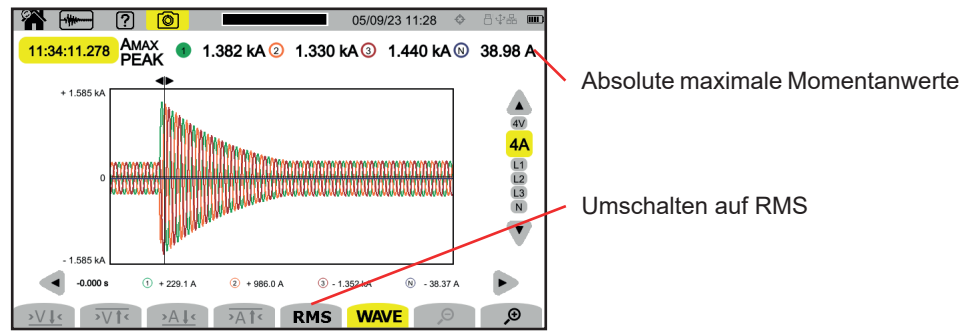 ? 05/09/23 11:28
11:34:11.278 AMAX PEAK 1 1.382 kA 2 1.330 kA 3 1.440 kA N 38.98 A
Absolute maximale Momentanwerte
+ 1.585 kA
4V
4A
L1
0
L2
L3
N
Umschalten auf RMS
- 1.585 kA
-0.000 s 1 + 229.1 A 2 + 986.0 A 3 - 1.352 kA N - 38.37 A
>V↓< >V↑< >A↓< >A↑< RMS WAVE